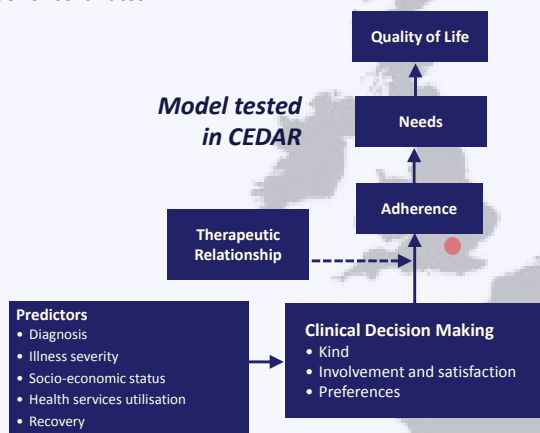 Quality of Life
Model tested
in CEDAR
Needs
Adherence
Therapeutic
Relationship
Predictors
• Diagnosis
• Illness severity
• Socio-economic status
• Health services utilisation
• Recovery
Clinical Decision Making
• Kind
• Involvement and satisfaction
• Preferences